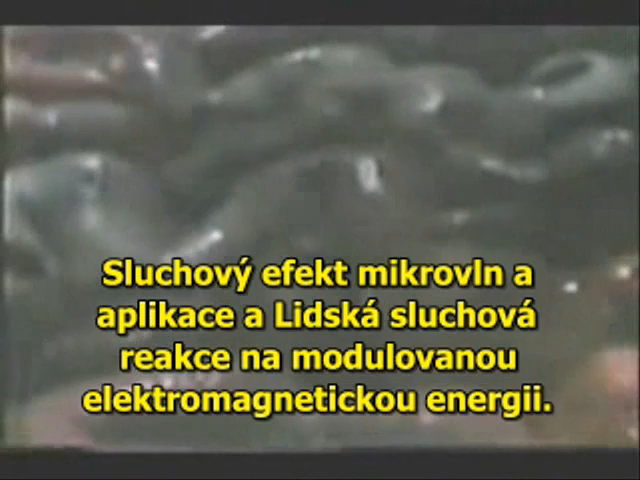 Sluchový efekt mikrovln a
aplikace a Lidská sluchová
reakce na modulovanou
elektromagnetickou energii.